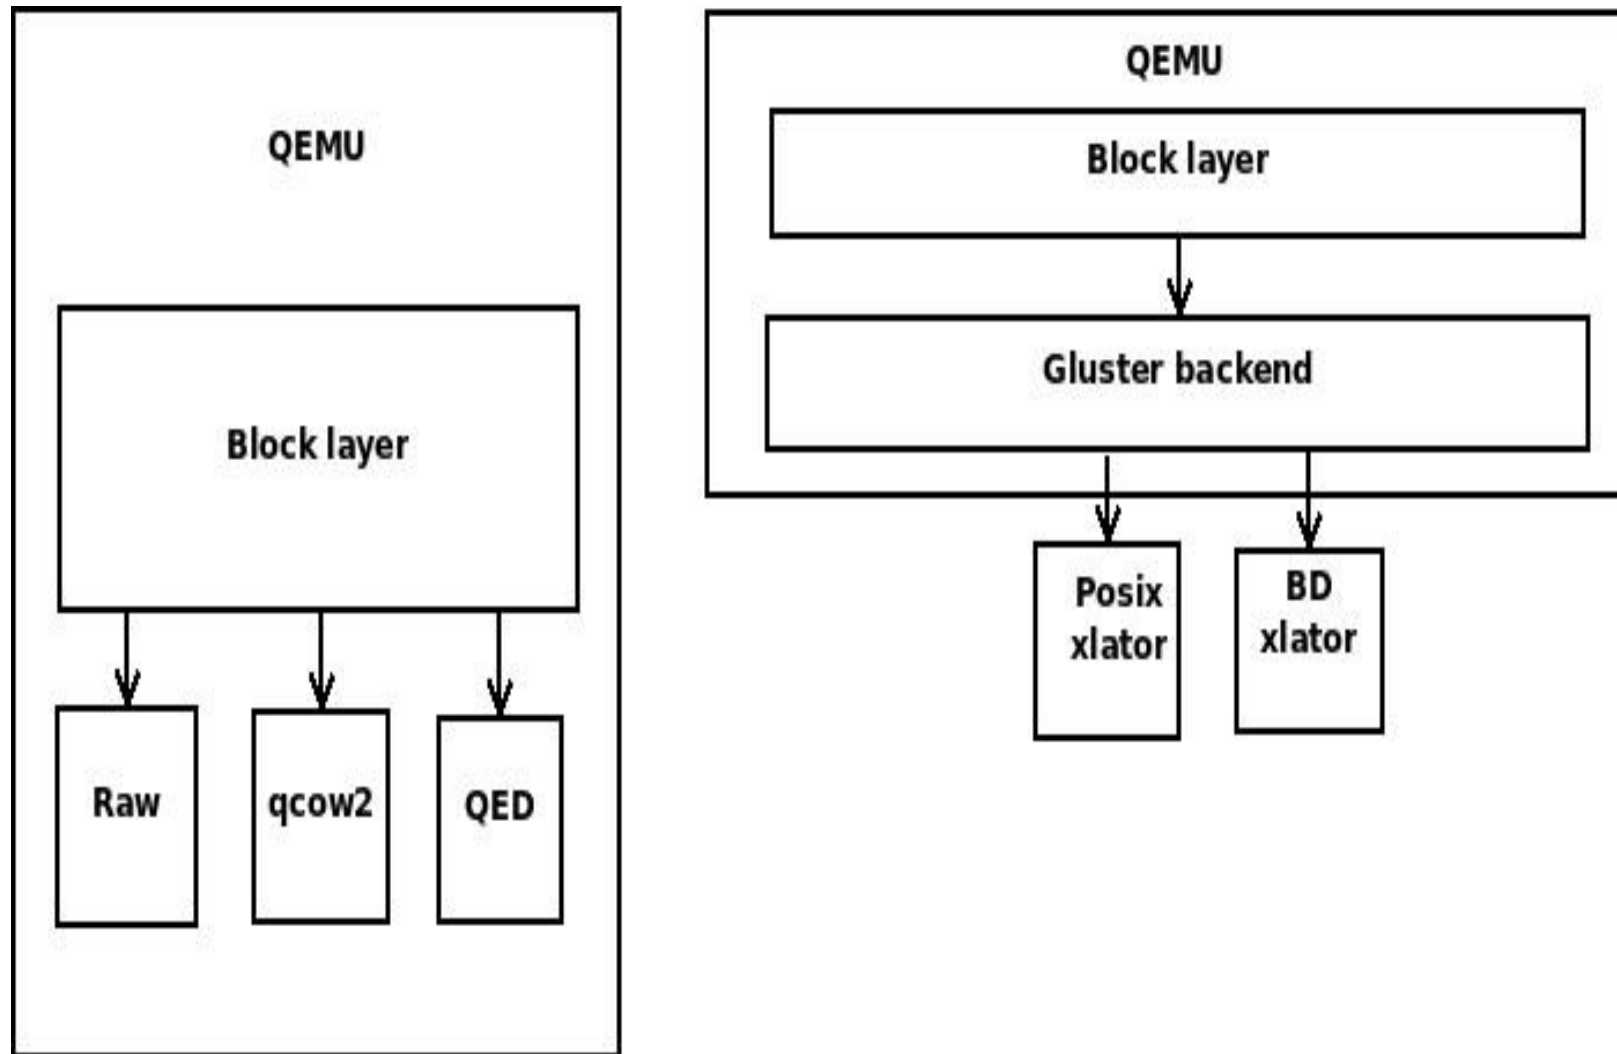 QEMU
Block layer
Raw
qcow2
QED
QEMU
Block layer
Gluster backend
Posix
xlator
BD
xlator